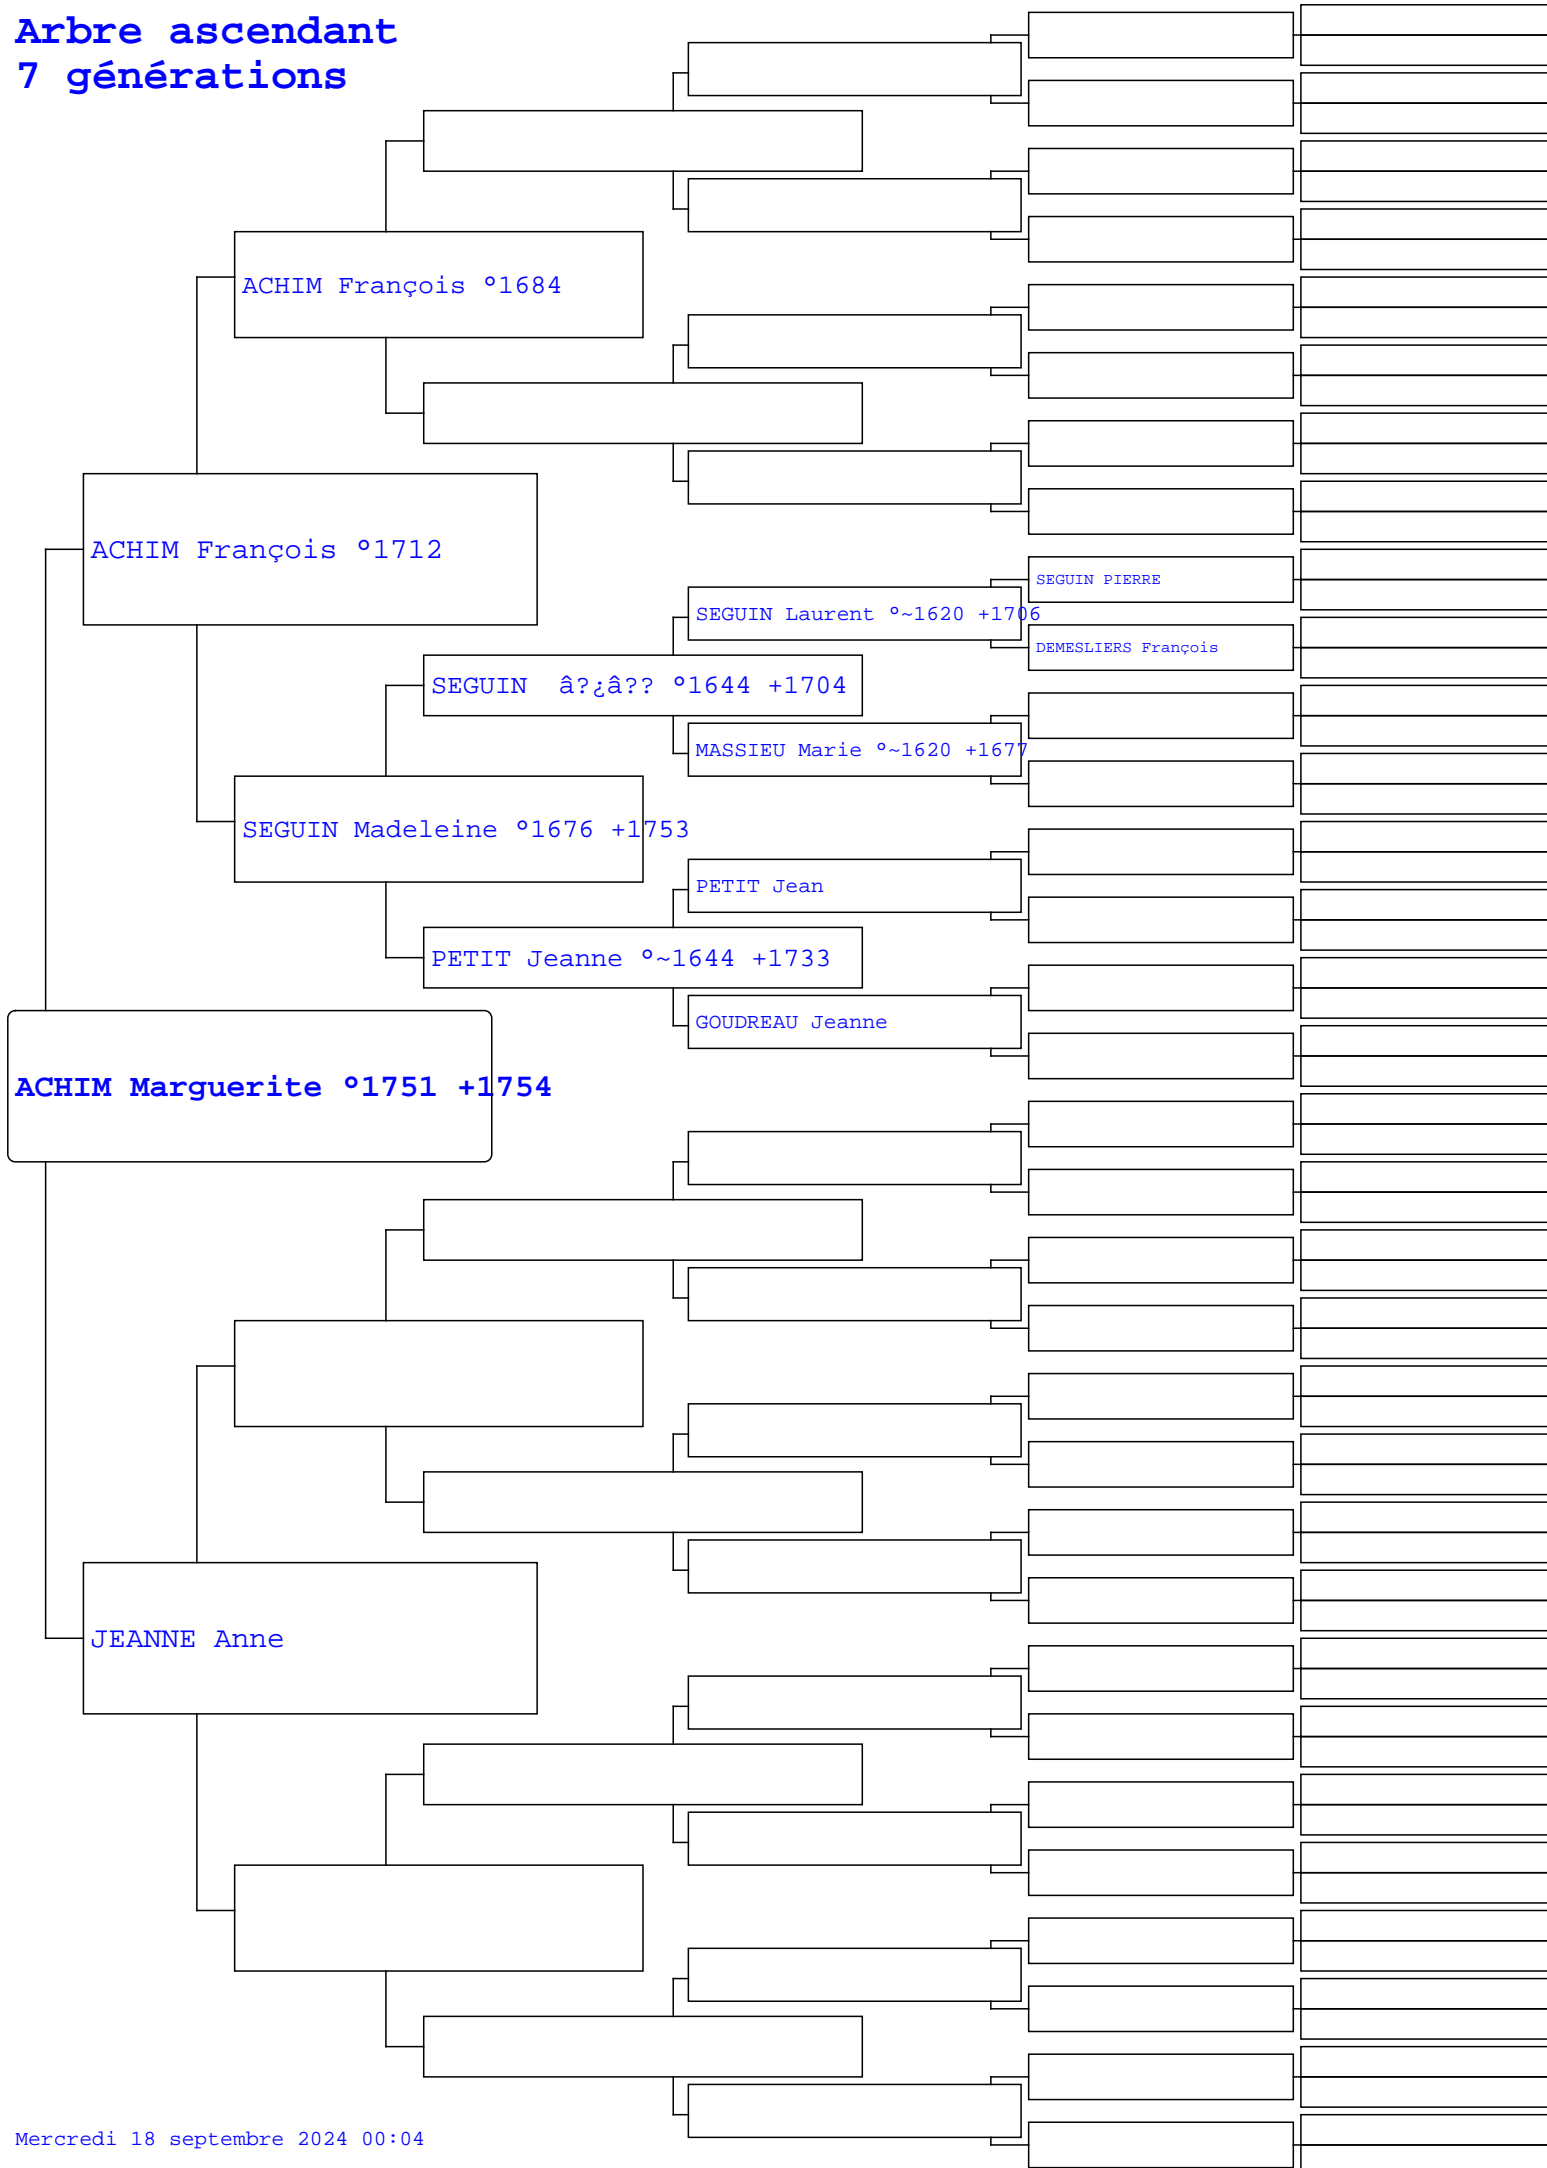 Arbre ascendant
7 générations
ACHIM François °1684
ACHIM François °1712
SEGUIN PIERRE
SEGUIN Laurent °~1620 +1706
DEMESLIERS François
SEGUIN  â?¿â?? °1644 +1704
MASSIEU Marie °~1620 +1677
SEGUIN Madeleine °1676 +1753
PETIT Jean
PETIT Jeanne °~1644 +1733
GOUDREAU Jeanne
ACHIM Marguerite °1751 +1754
JEANNE Anne
Mercredi 18 septembre 2024 00:04